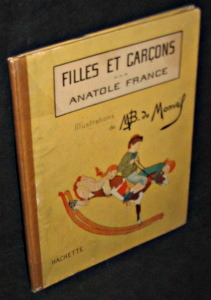 FILLES ET GARÇONS
ANATOLE FRANCE
Illustrations
de M.B. de Monvel
HACHETTE